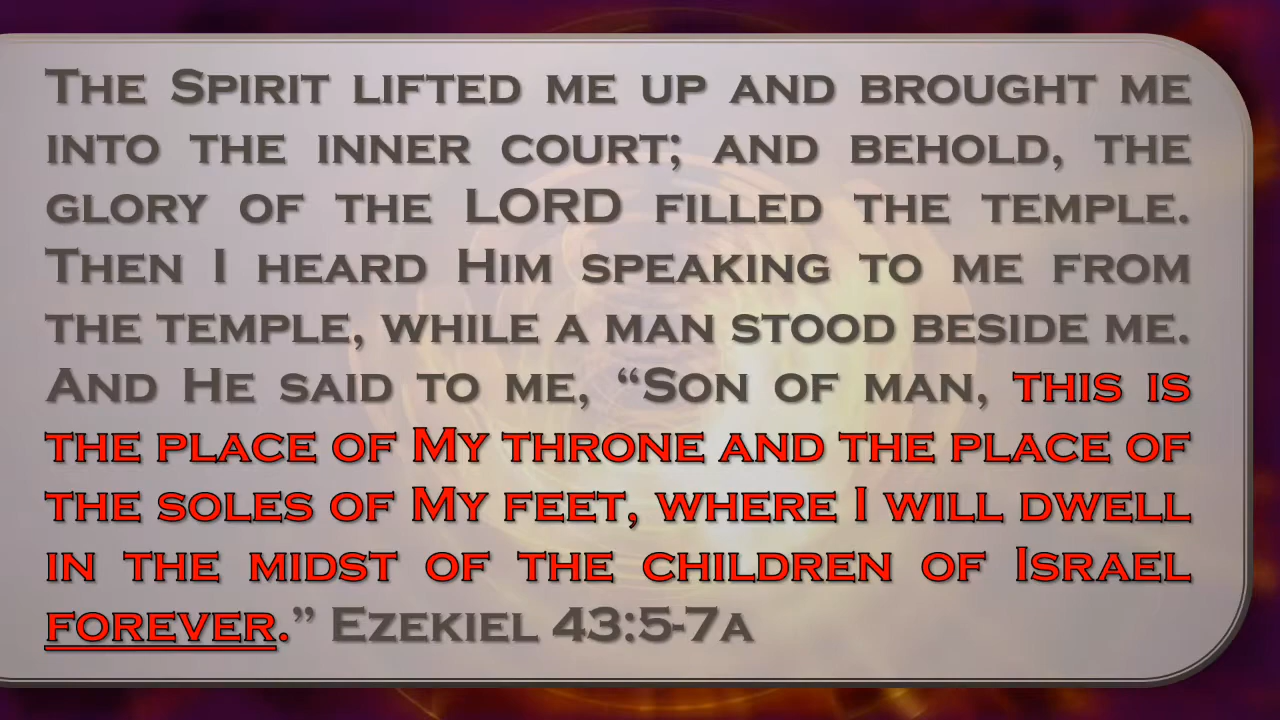 The Spirit lifted me up and brought me
into the inner court; and behold, the
glory of the LORD filled the temple.
Then I heard Him speaking to me from
the temple, while a man stood beside me.
And He said to me, “Son of man, this is
the place of My throne and the place of
the soles of My feet, where I will dwell
in the midst of the children of Israel
forever.” Ezekiel 43:5-7a